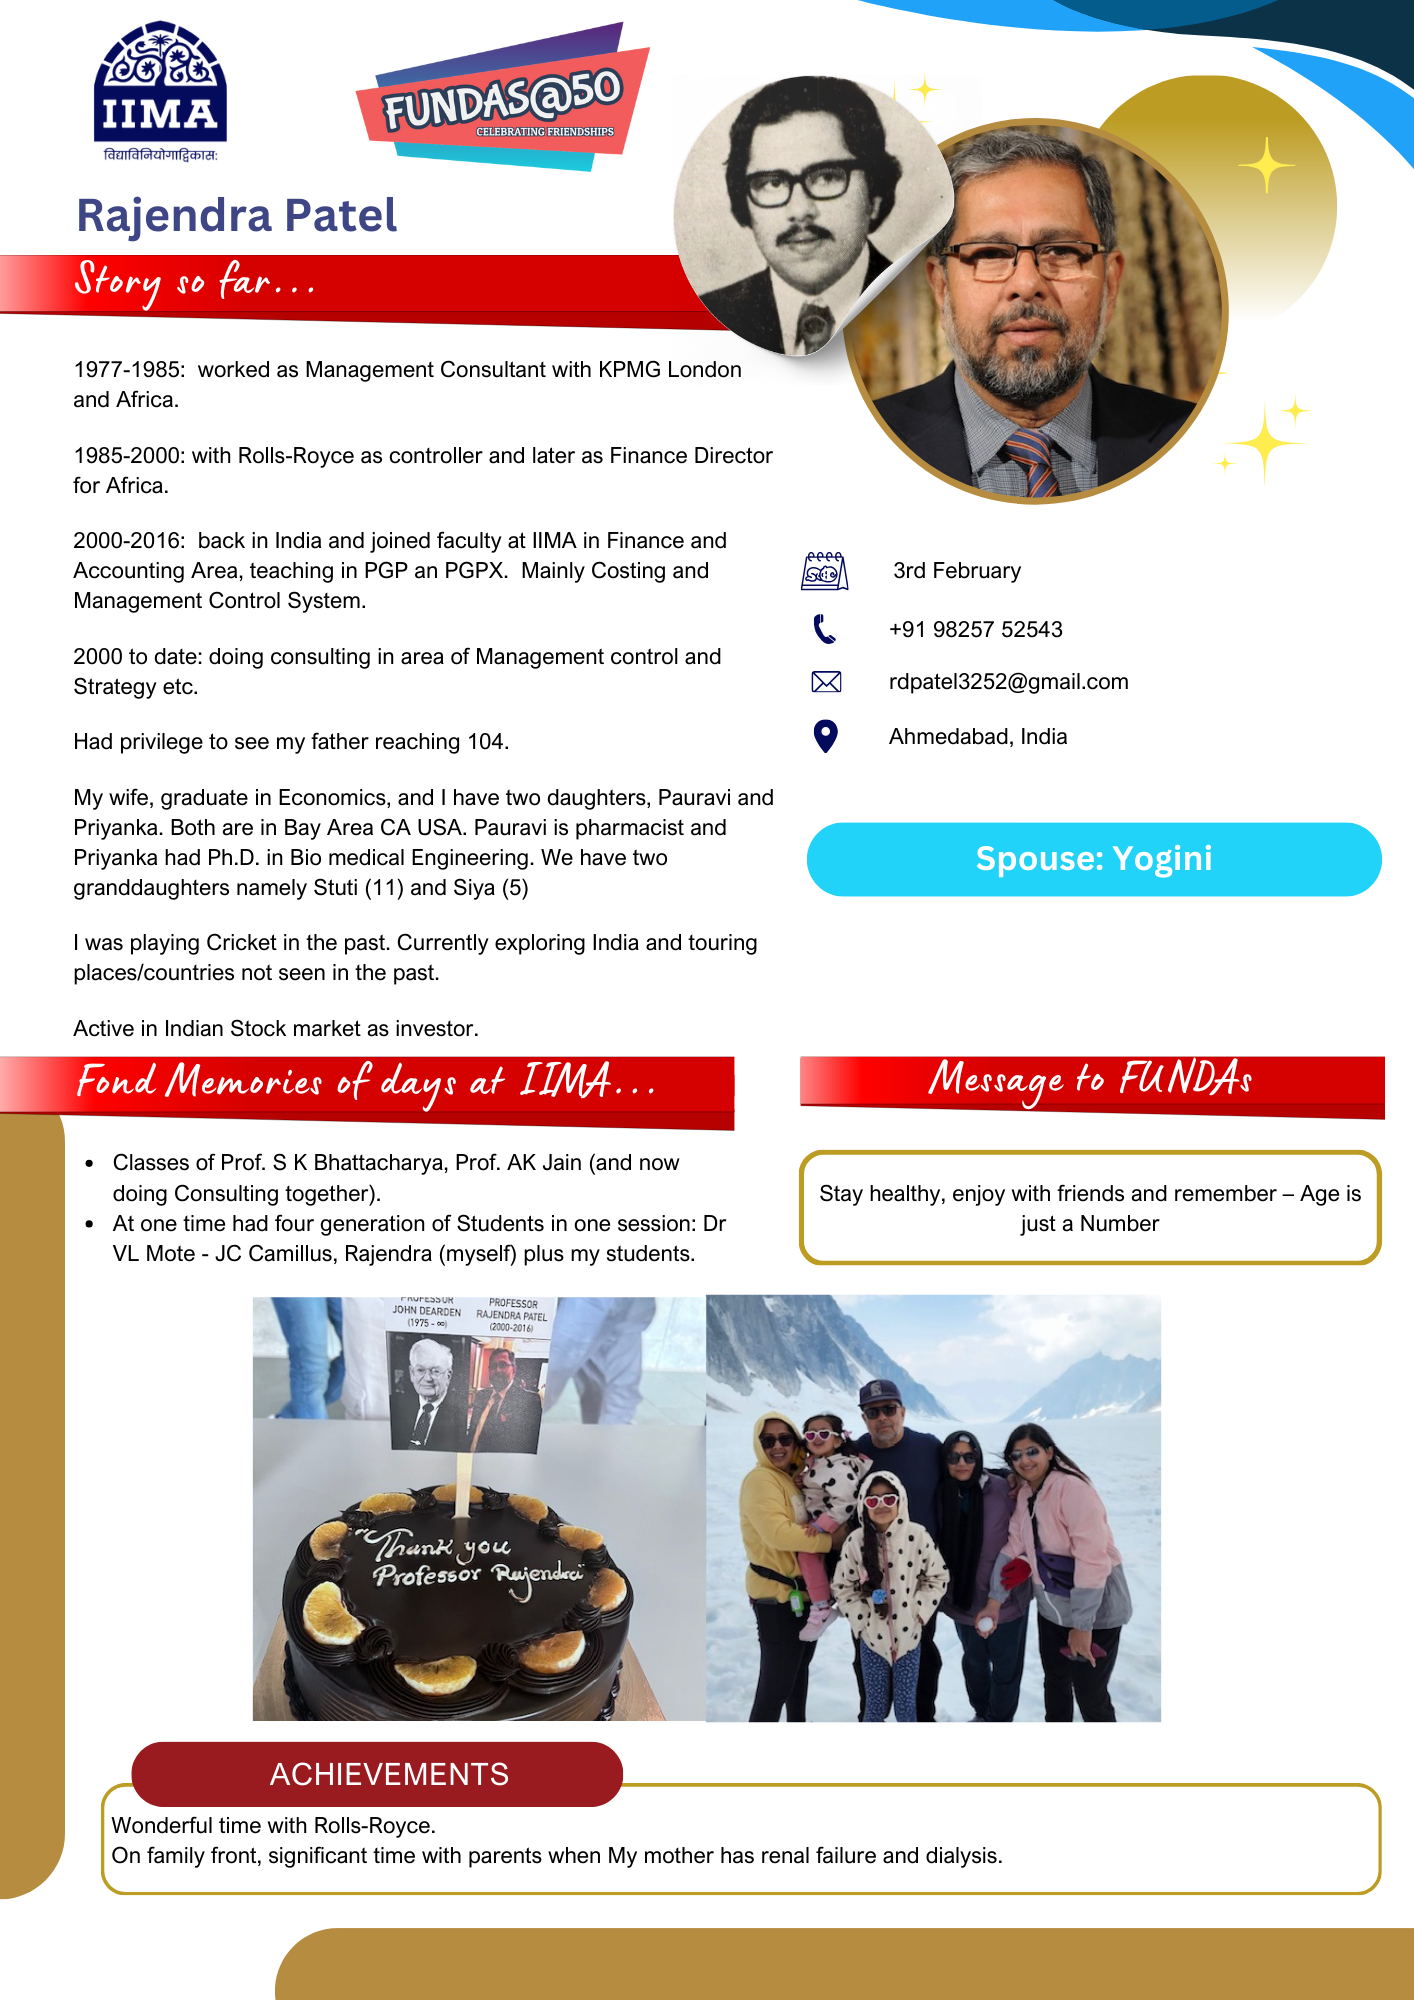 IIMA
विद्याविनियोगाद्विकास:
FUNDAS@50
CELEBRATING FRIENDSHIPS
Rajendra Patel
Story so far...
1977-1985:  worked as Management Consultant with KPMG London
and Africa.
1985-2000: with Rolls-Royce as controller and later as Finance Director
for Africa.
2000-2016:  back in India and joined faculty at IIMA in Finance and
Accounting Area, teaching in PGP an PGPX.  Mainly Costing and
Management Control System.
2000 to date: doing consulting in area of Management control and
Strategy etc.
Had privilege to see my father reaching 104.
My wife, graduate in Economics, and I have two daughters, Pauravi and
Priyanka. Both are in Bay Area CA USA. Pauravi is pharmacist and
Priyanka had Ph.D. in Bio medical Engineering. We have two
granddaughters namely Stuti (11) and Siya (5)
I was playing Cricket in the past. Currently exploring India and touring
places/countries not seen in the past.
Active in Indian Stock market as investor.
3rd February
+91 98257 52543
rdpatel3252@gmail.com
Ahmedabad, India
Spouse: Yogini
Fond Memories of days at IIMA...
• Classes of Prof. S K Bhattacharya, Prof. AK Jain (and now
doing Consulting together).
• At one time had four generation of Students in one session: Dr
VL Mote - JC Camillus, Rajendra (myself) plus my students.
Message to FUNDAs
Stay healthy, enjoy with friends and remember – Age is
just a Number
PROFESSOR
JOHN DEARDEN
(1975 - ∞)
PROFESSOR
RAJENDRA PATEL
(2000-2016)
"Thank you
Professor Rajendra"
ACHIEVEMENTS
Wonderful time with Rolls-Royce.
On family front, significant time with parents when My mother has renal failure and dialysis.